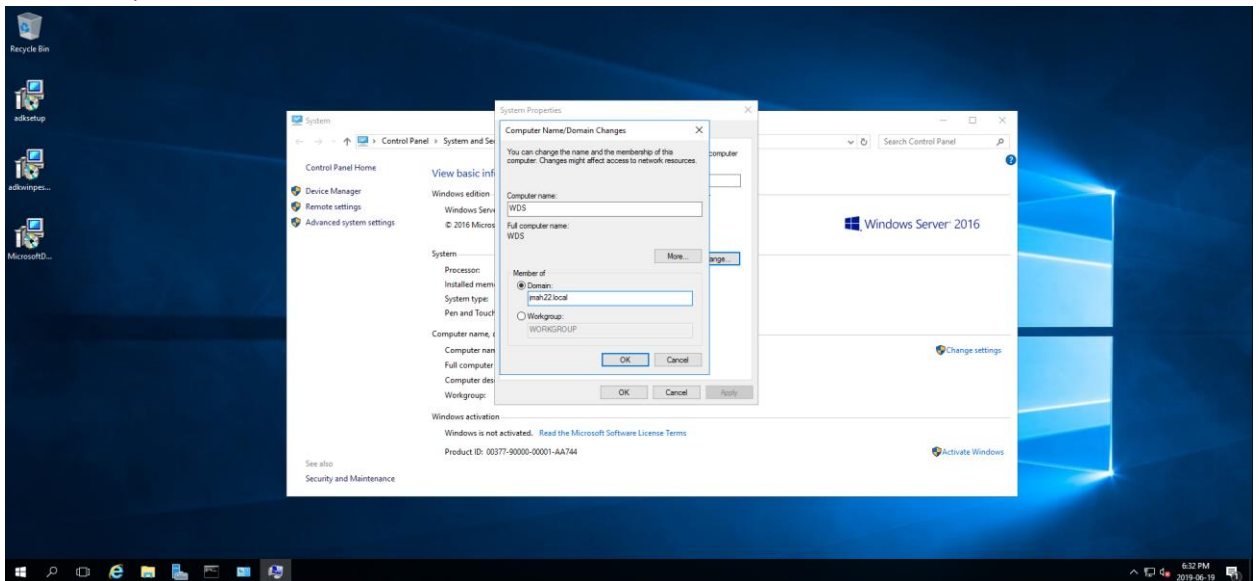 Recycle Bin
adksetup
adkwinpes...
MicrosoftD...
System
Control Panel > System and Sec
Search Control Panel
Control Panel Home
Device Manager
Remote settings
Advanced system settings
See also
Security and Maintenance
View basic inf
Windows edition
Windows Serve
© 2016 Micros
Windows Server 2016
System
Processor:
Installed mem
System type:
Pen and Touch
Computer name,
Computer nam
Full computer
Computer des
Workgroup:
Change settings
Windows activation
Windows is not activated. Read the Microsoft Software License Terms
Product ID: 00377-90000-00001-AA744
Activate Windows
System Properties
computer
ange...
OK Cancel Apply
Computer Name/Domain Changes
You can change the name and the membership of this
computer. Changes might affect access to network resources.
Computer name:
WDS
Full computer name:
WDS
More...
Member of
Domain:
jmah22.local
Workgroup:
WORKGROUP
OK Cancel
6:32 PM
2019-06-19